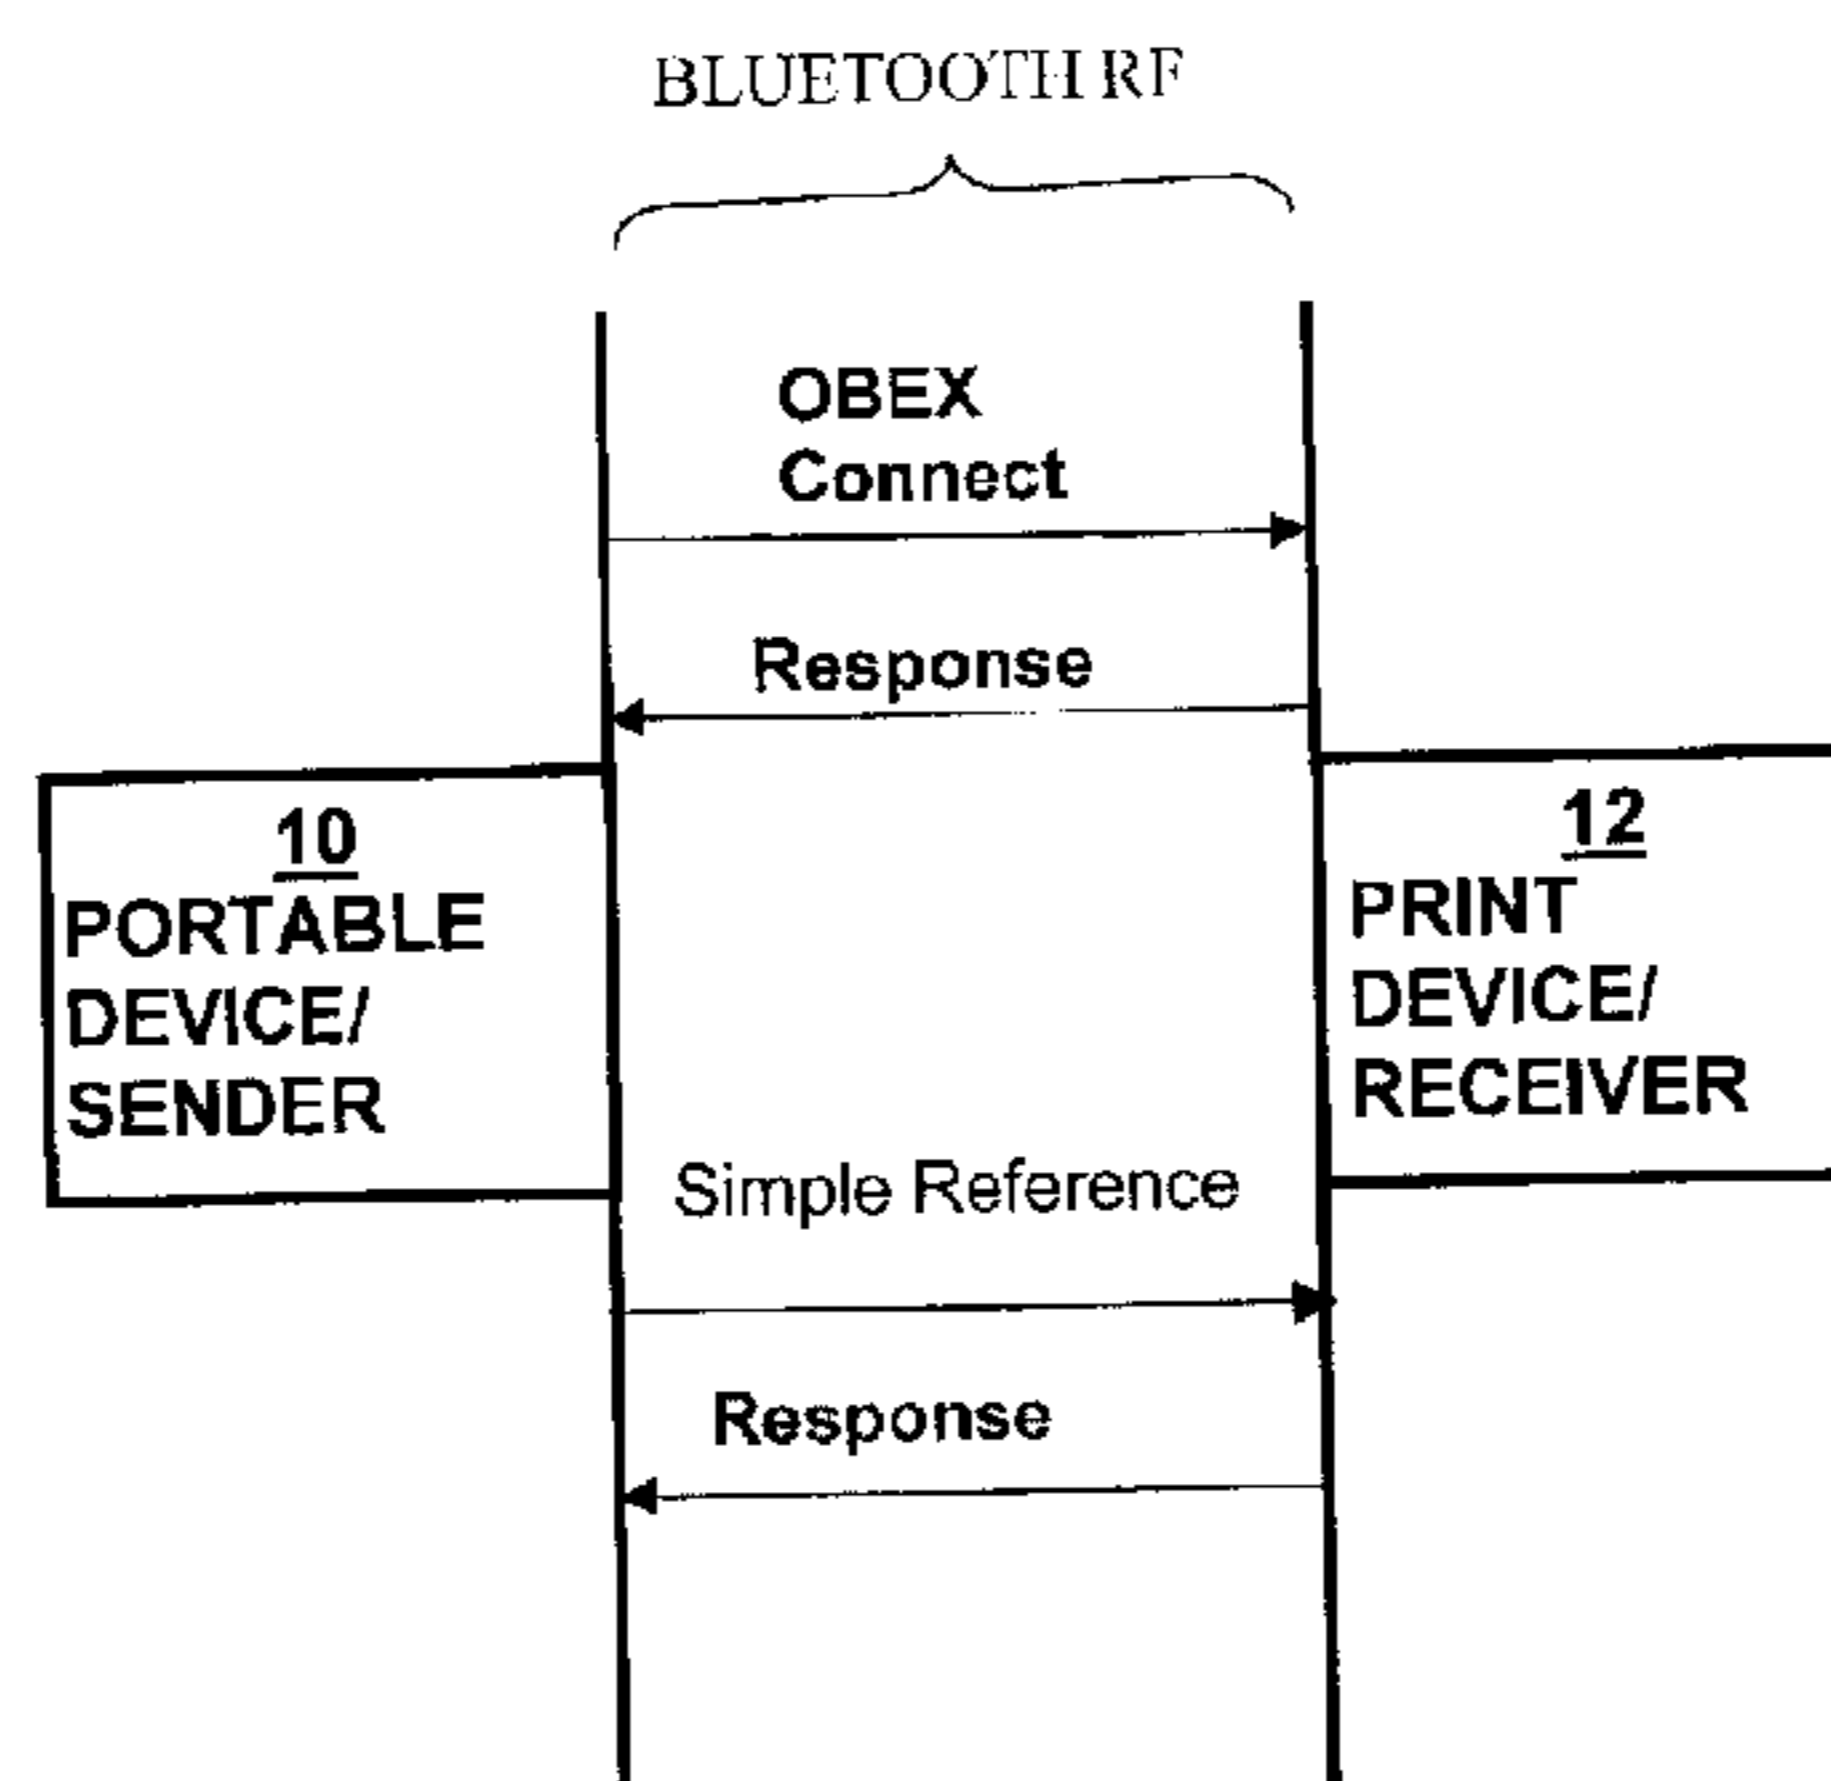 BLUETOOTH RF
OBEX
Connect
Response
10
PORTABLE
DEVICE/
SENDER
12
PRINT
DEVICE/
RECEIVER
Simple Reference
Response